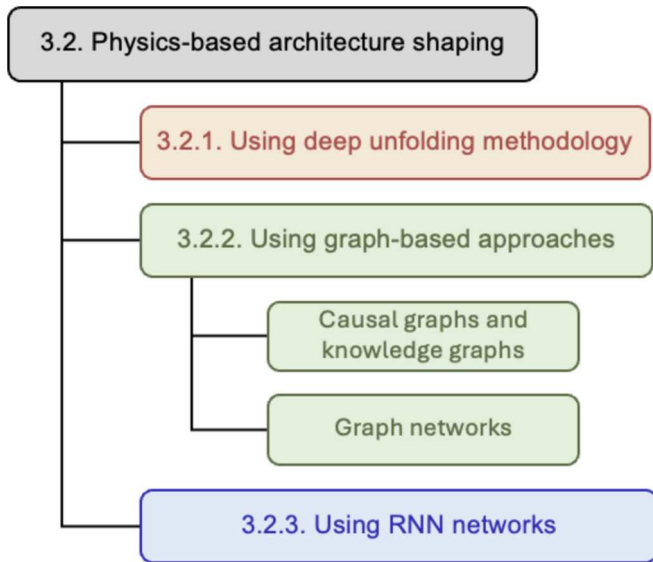 3.2. Physics-based architecture shaping
3.2.1. Using deep unfolding methodology
3.2.2. Using graph-based approaches
Causal graphs and
knowledge graphs
Graph networks
3.2.3. Using RNN networks